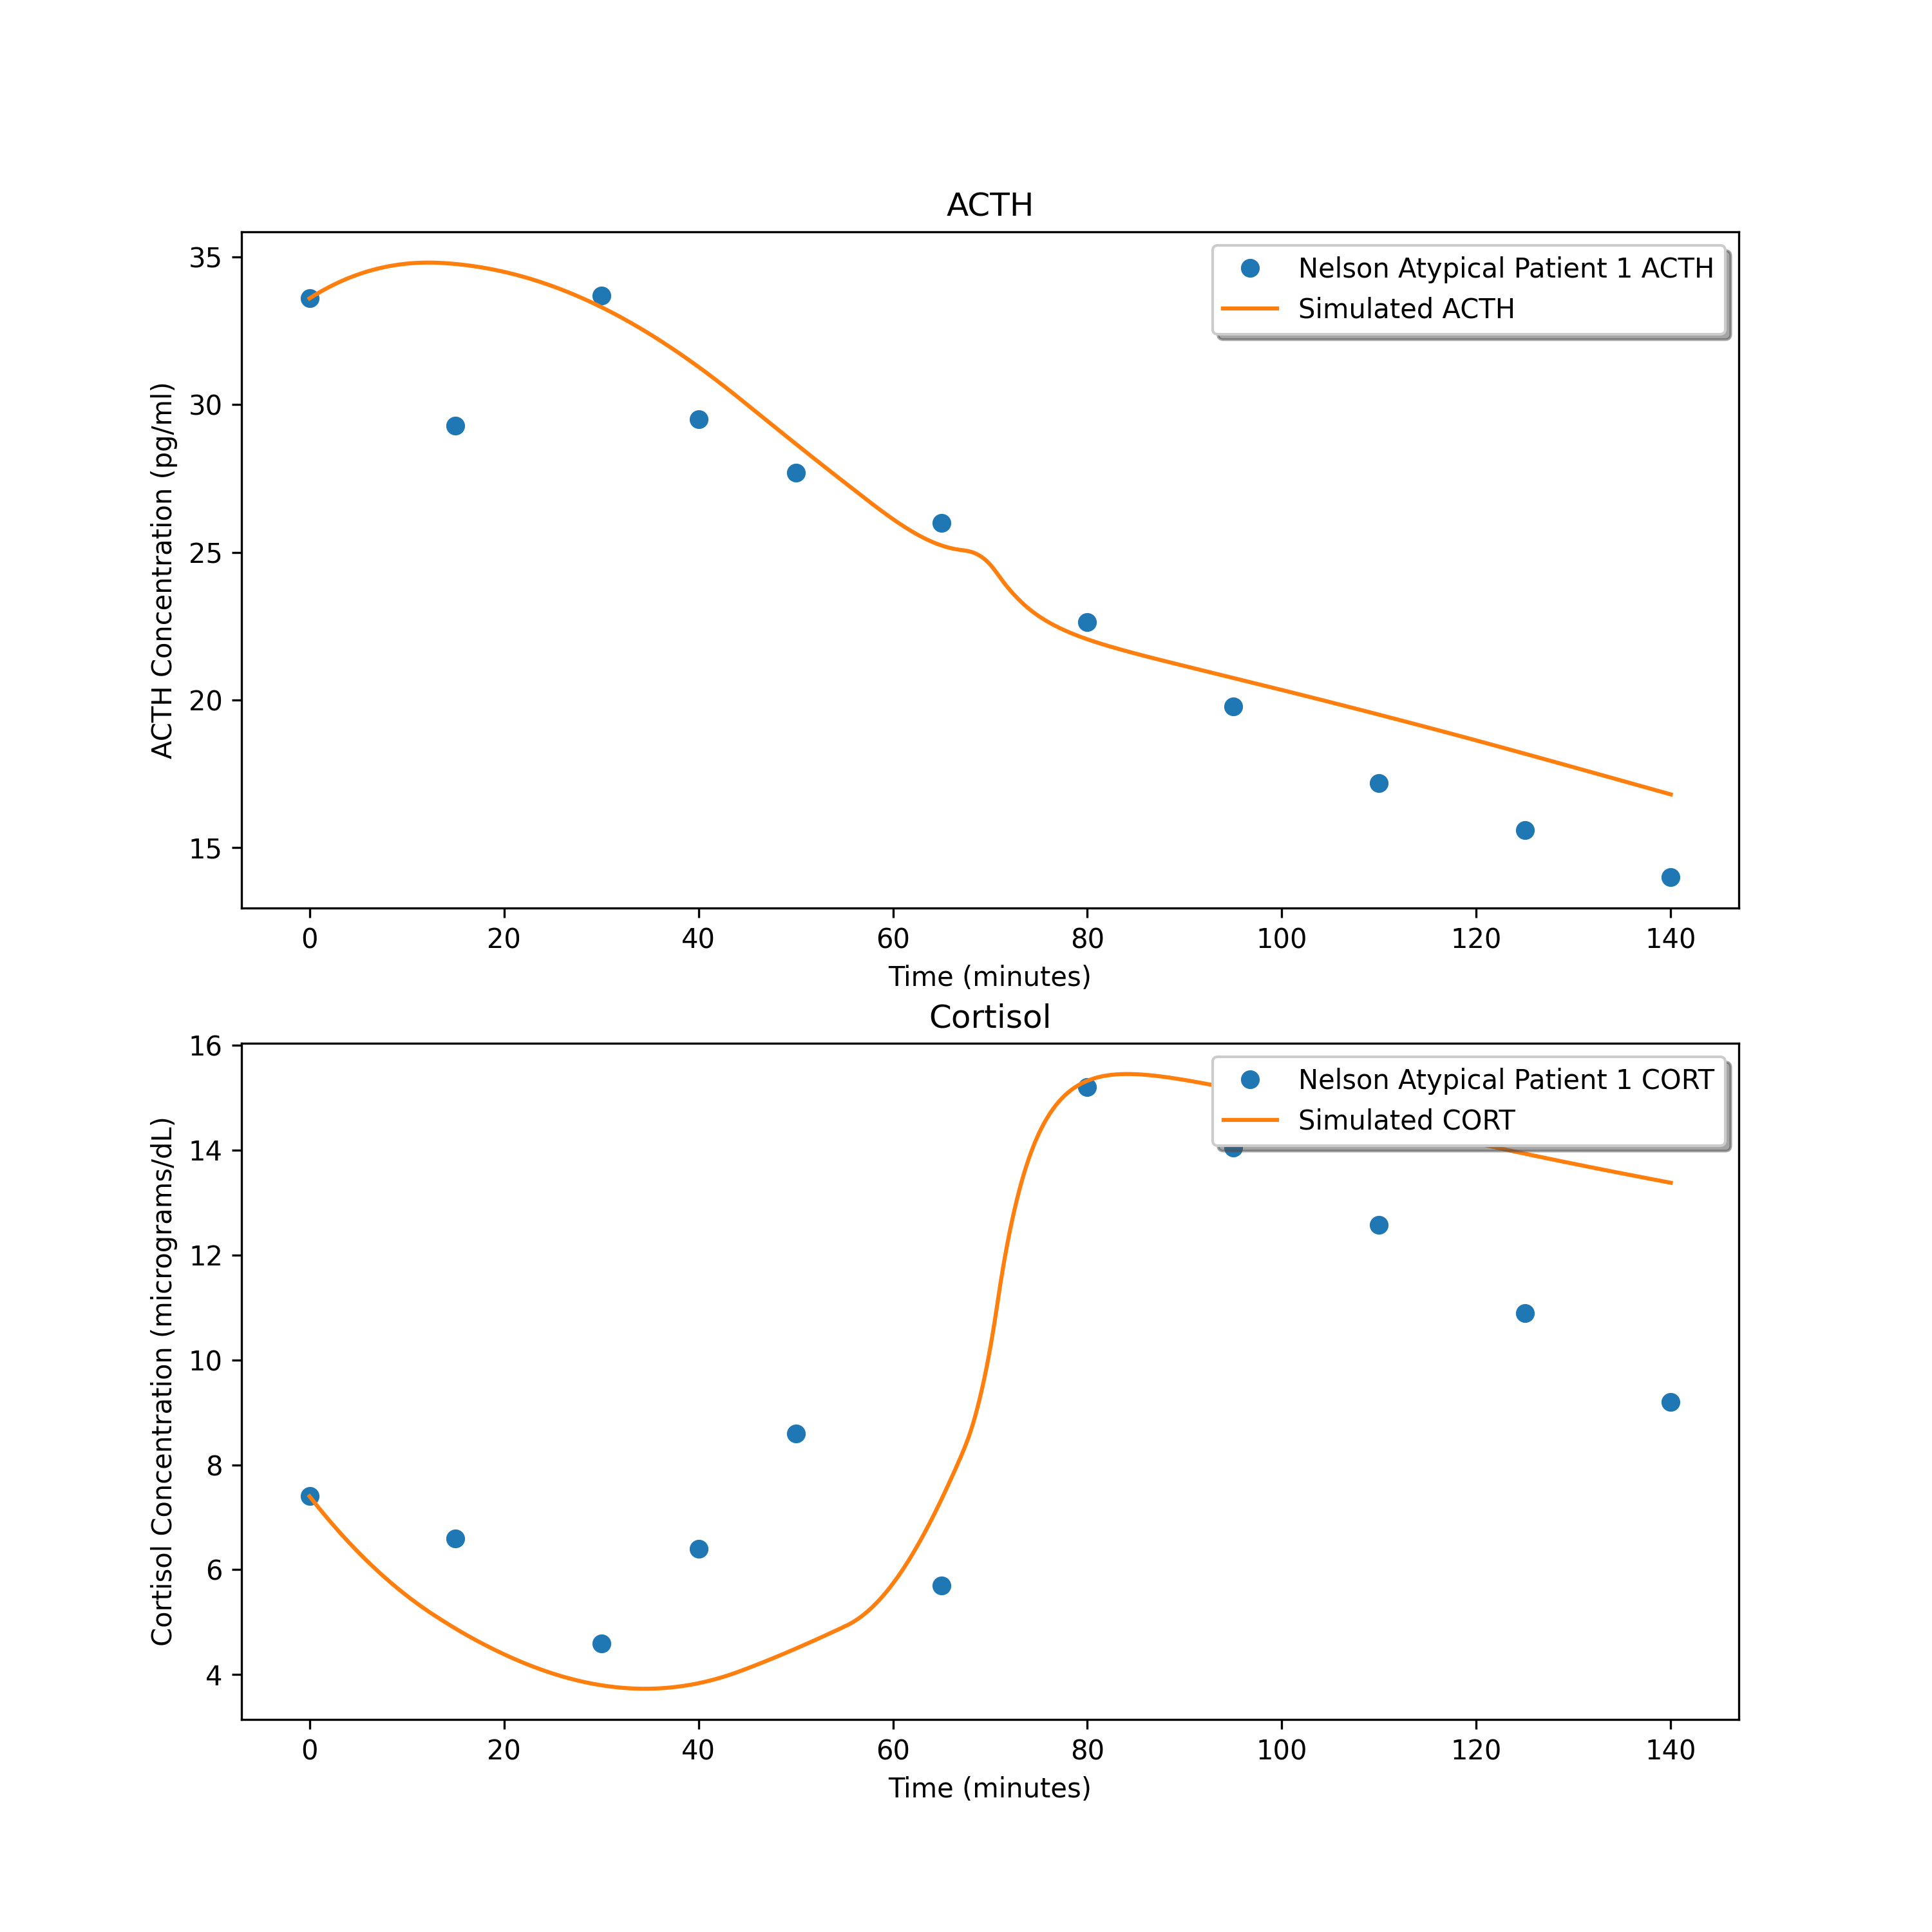 ACTH
35
30
25
20
15
ACTH Concentration (pg/ml)
Nelson Atypical Patient 1 ACTH
Simulated ACTH
0 20 40 60 80 100 120 140
Time (minutes)
Cortisol
16
14
12
10
8
6
4
Cortisol Concentration (micrograms/dL)
Nelson Atypical Patient 1 CORT
Simulated CORT
0 20 40 60 80 100 120 140
Time (minutes)